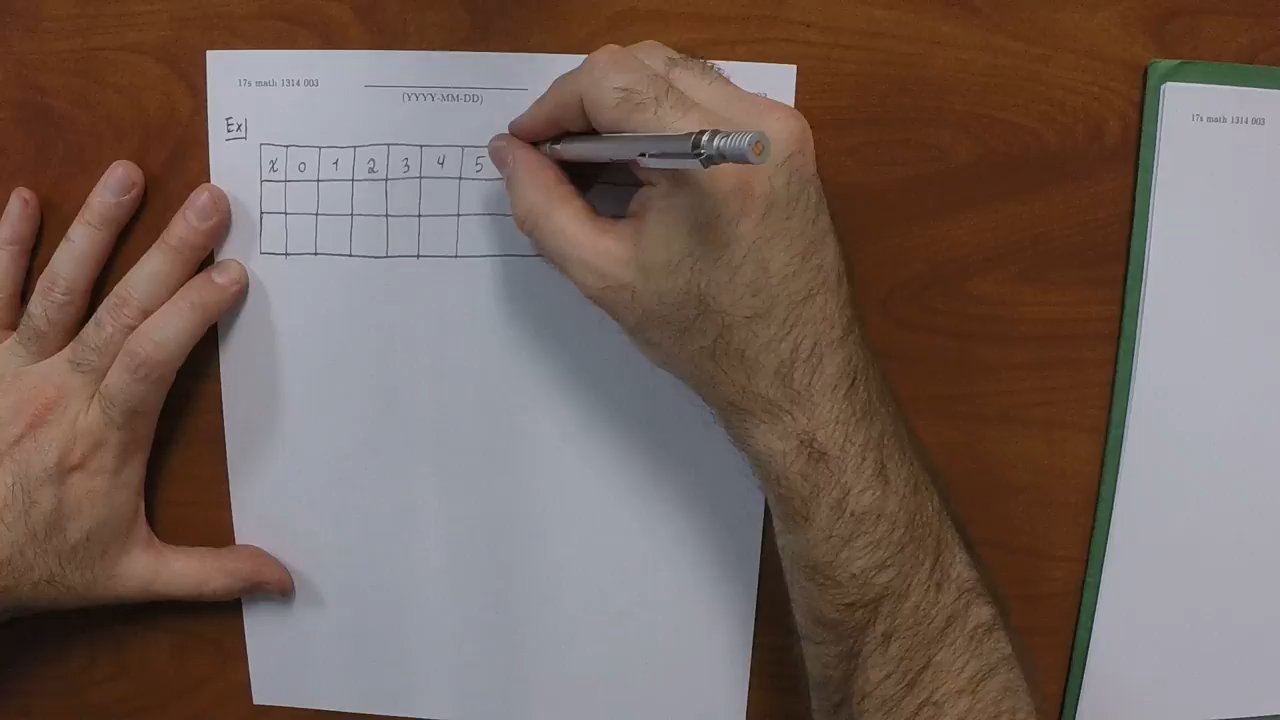 17s math 1314 003
(YYYY-MM-DD)
Ex
x 0 1 2 3 4 5
17s math 1314 003